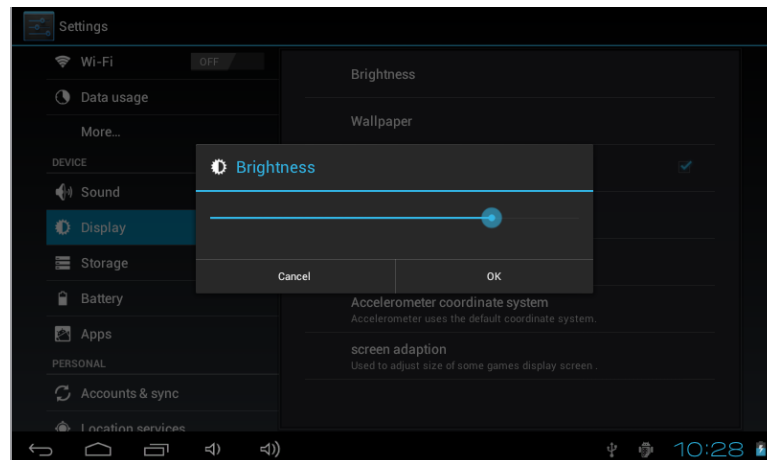 Settings
Wi-Fi
OFF
Data usage
More...
DEVICE
Sound
Display
Storage
Battery
Apps
PERSONAL
Accounts & sync
Location services
Brightness
Wallpaper
Brightness
Cancel
OK
Accelerometer coordinate system
Accelerometer uses the default coordinate system.
screen adaption
Used to adjust size of some games display screen .
10:28